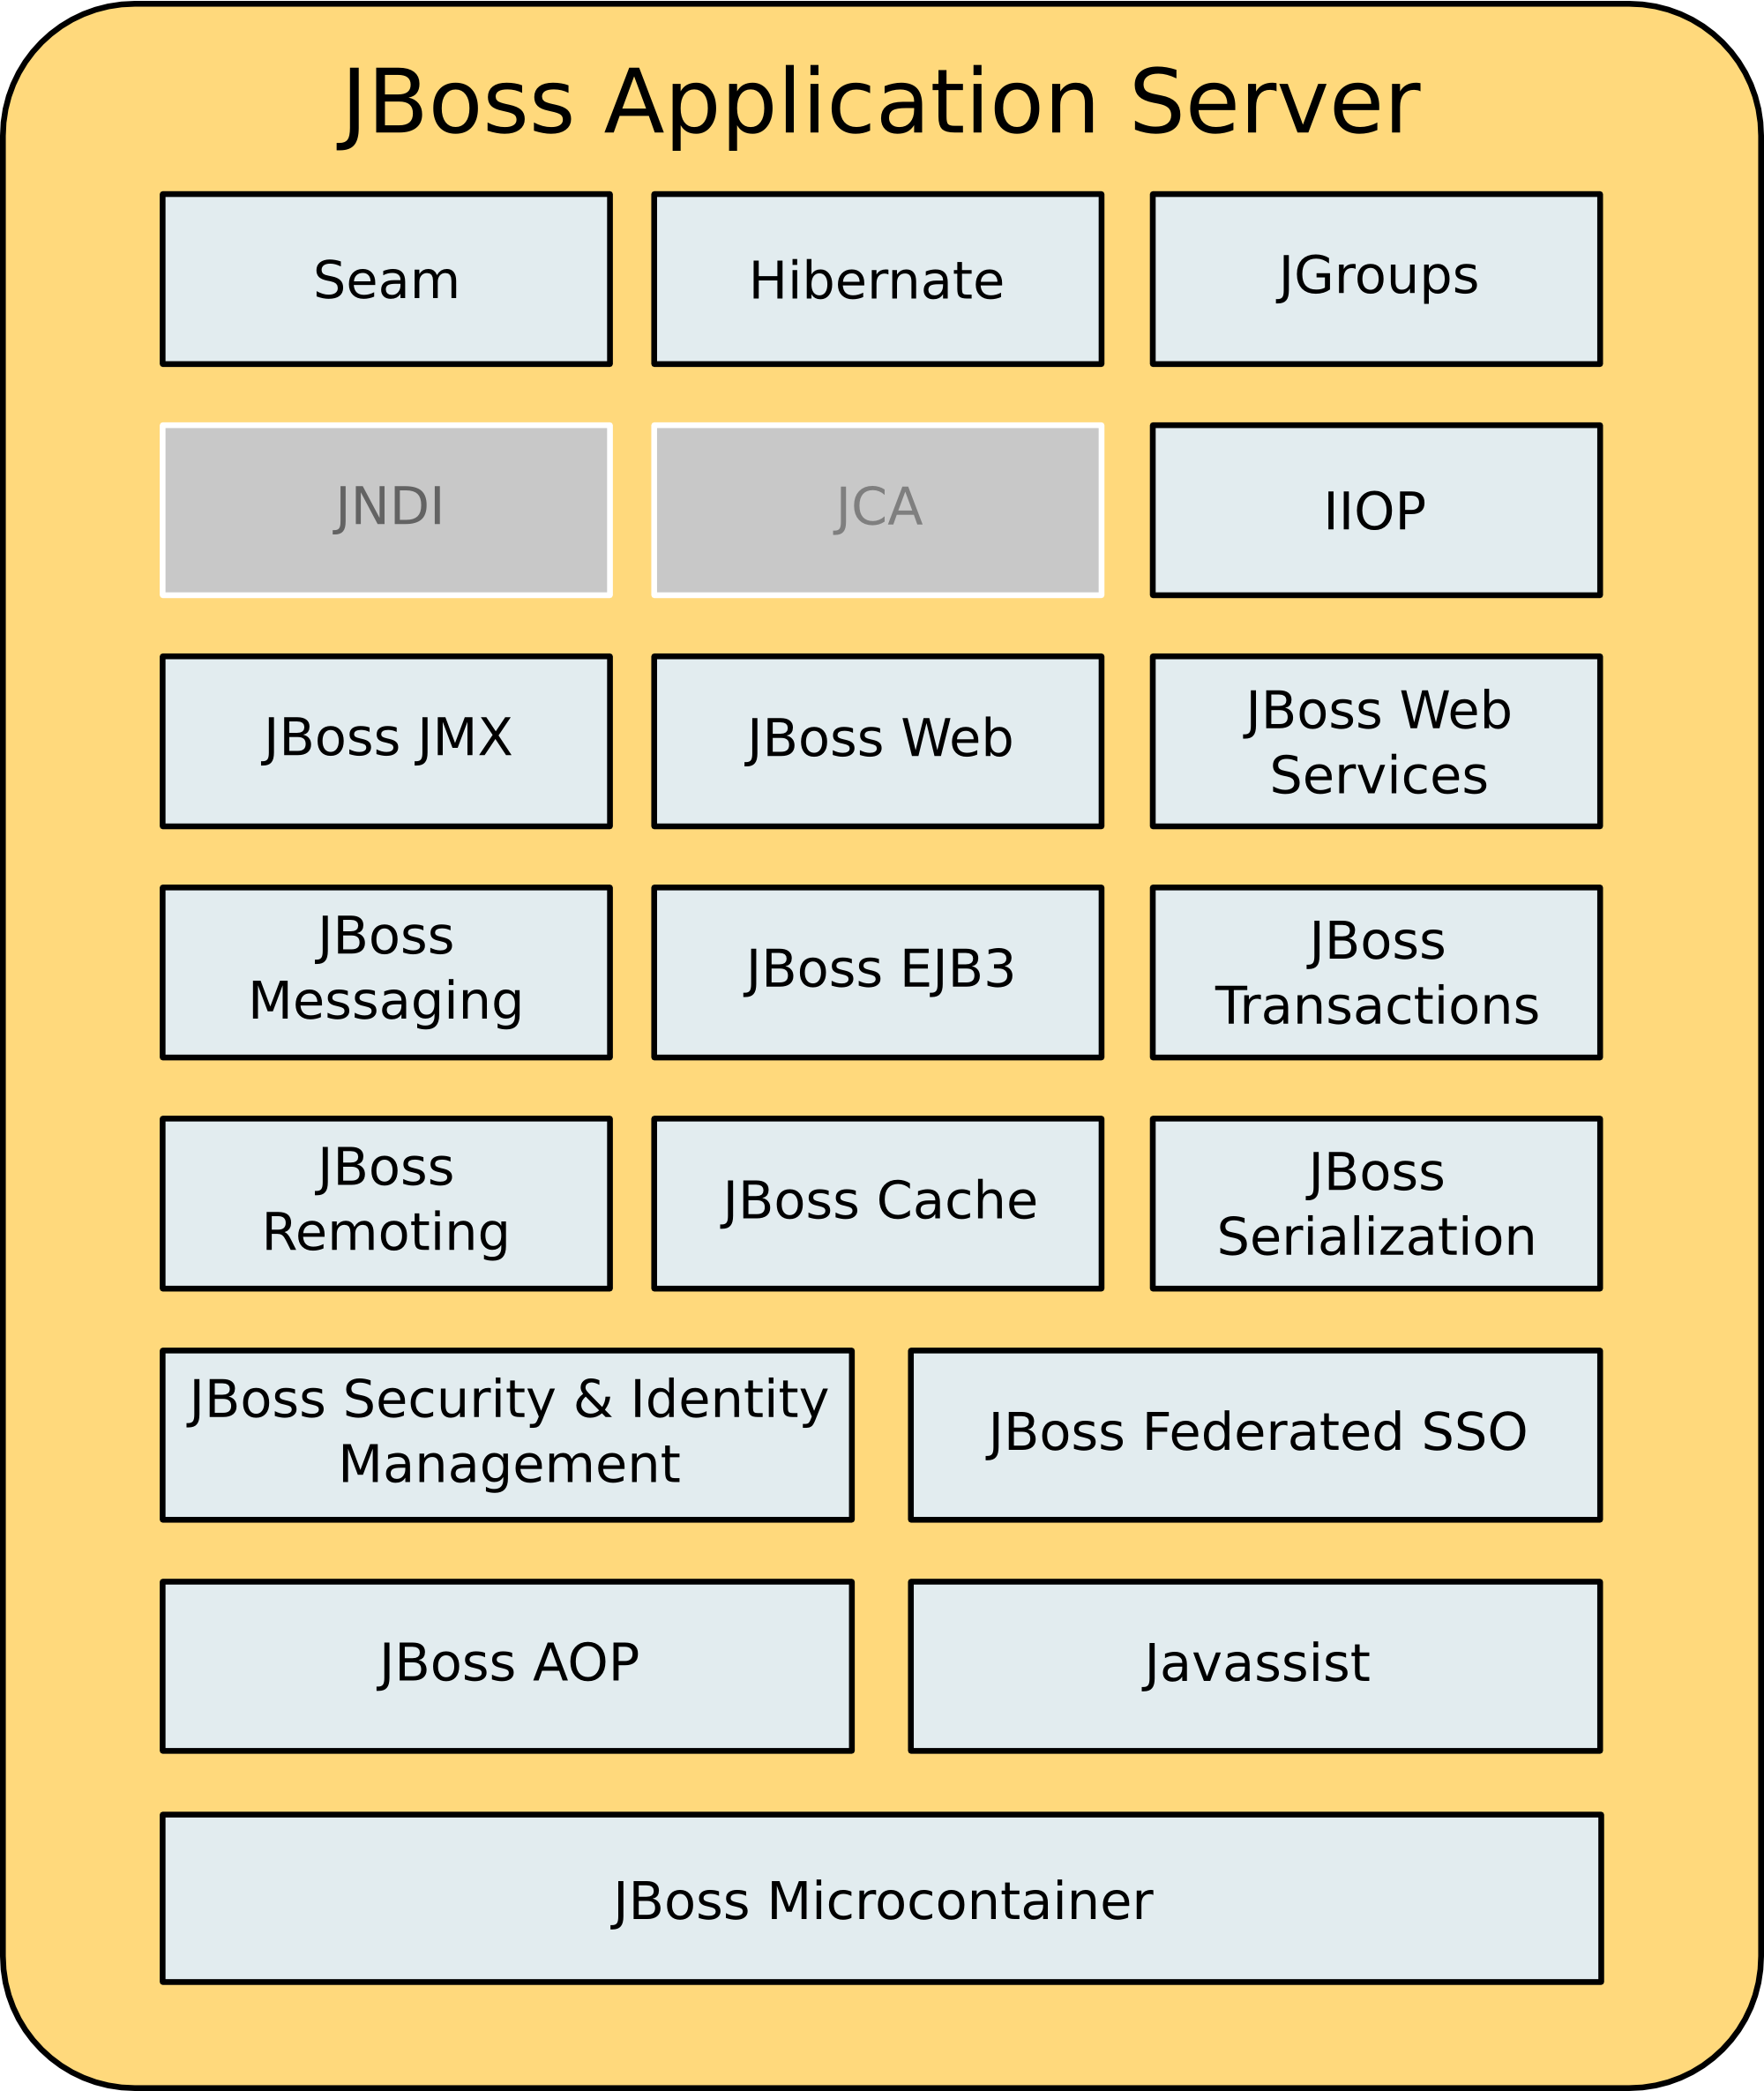 JBoss Application Server
Seam
Hibernate
JGroups
JNDI
JCA
IIOP
JBoss JMX
JBoss Web
JBoss Web
Services
JBoss
Messaging
JBoss EJB3
JBoss
Transactions
JBoss
Remoting
JBoss Cache
JBoss
Serialization
JBoss Security & Identity
Management
JBoss Federated SSO
JBoss AOP
Javassist
JBoss Microcontainer